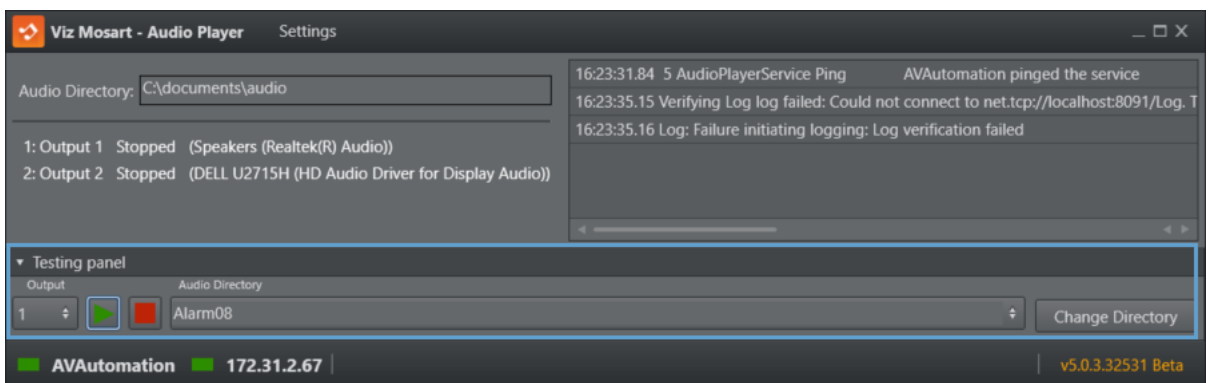 Viz Mosart - Audio Player Settings
Audio Directory: C:\documents\audio
1: Output 1 Stopped (Speakers (Realtek(R) Audio))
2: Output 2 Stopped (DELL U2715H (HD Audio Driver for Display Audio))
16:23:31.84 5 AudioPlayerService Ping AVAutomation pinged the service
16:23:35.15 Verifying Log log failed: Could not connect to net.tcp://localhost:8091/Log. T
16:23:35.16 Log: Failure initiating logging: Log verification failed
Testing panel
Output Audio Directory
1 Alarm08 Change Directory
AVAutomation 172.31.2.67 v5.0.3.32531 Beta